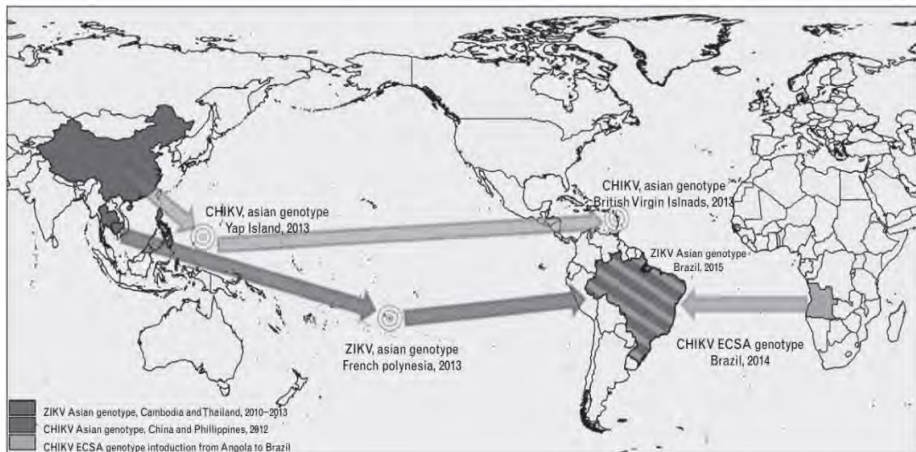 CHIKV, asian genotype
Yap Island, 2013
CHIKV, asian genotype
British Virgin Islnads, 2013
ZIKV Asian genotype
Brazil, 2015
ZIKV, asian genotype
French polynesia, 2013
CHIKV ECSA genotype
Brazil, 2014
ZIKV Asian genotype, Cambodia and Thailand, 2010-2013
CHIKV Asian genotype, China and Phillippines, 2012
CHIKV ECSA genotype intoduction from Angola to Brazil